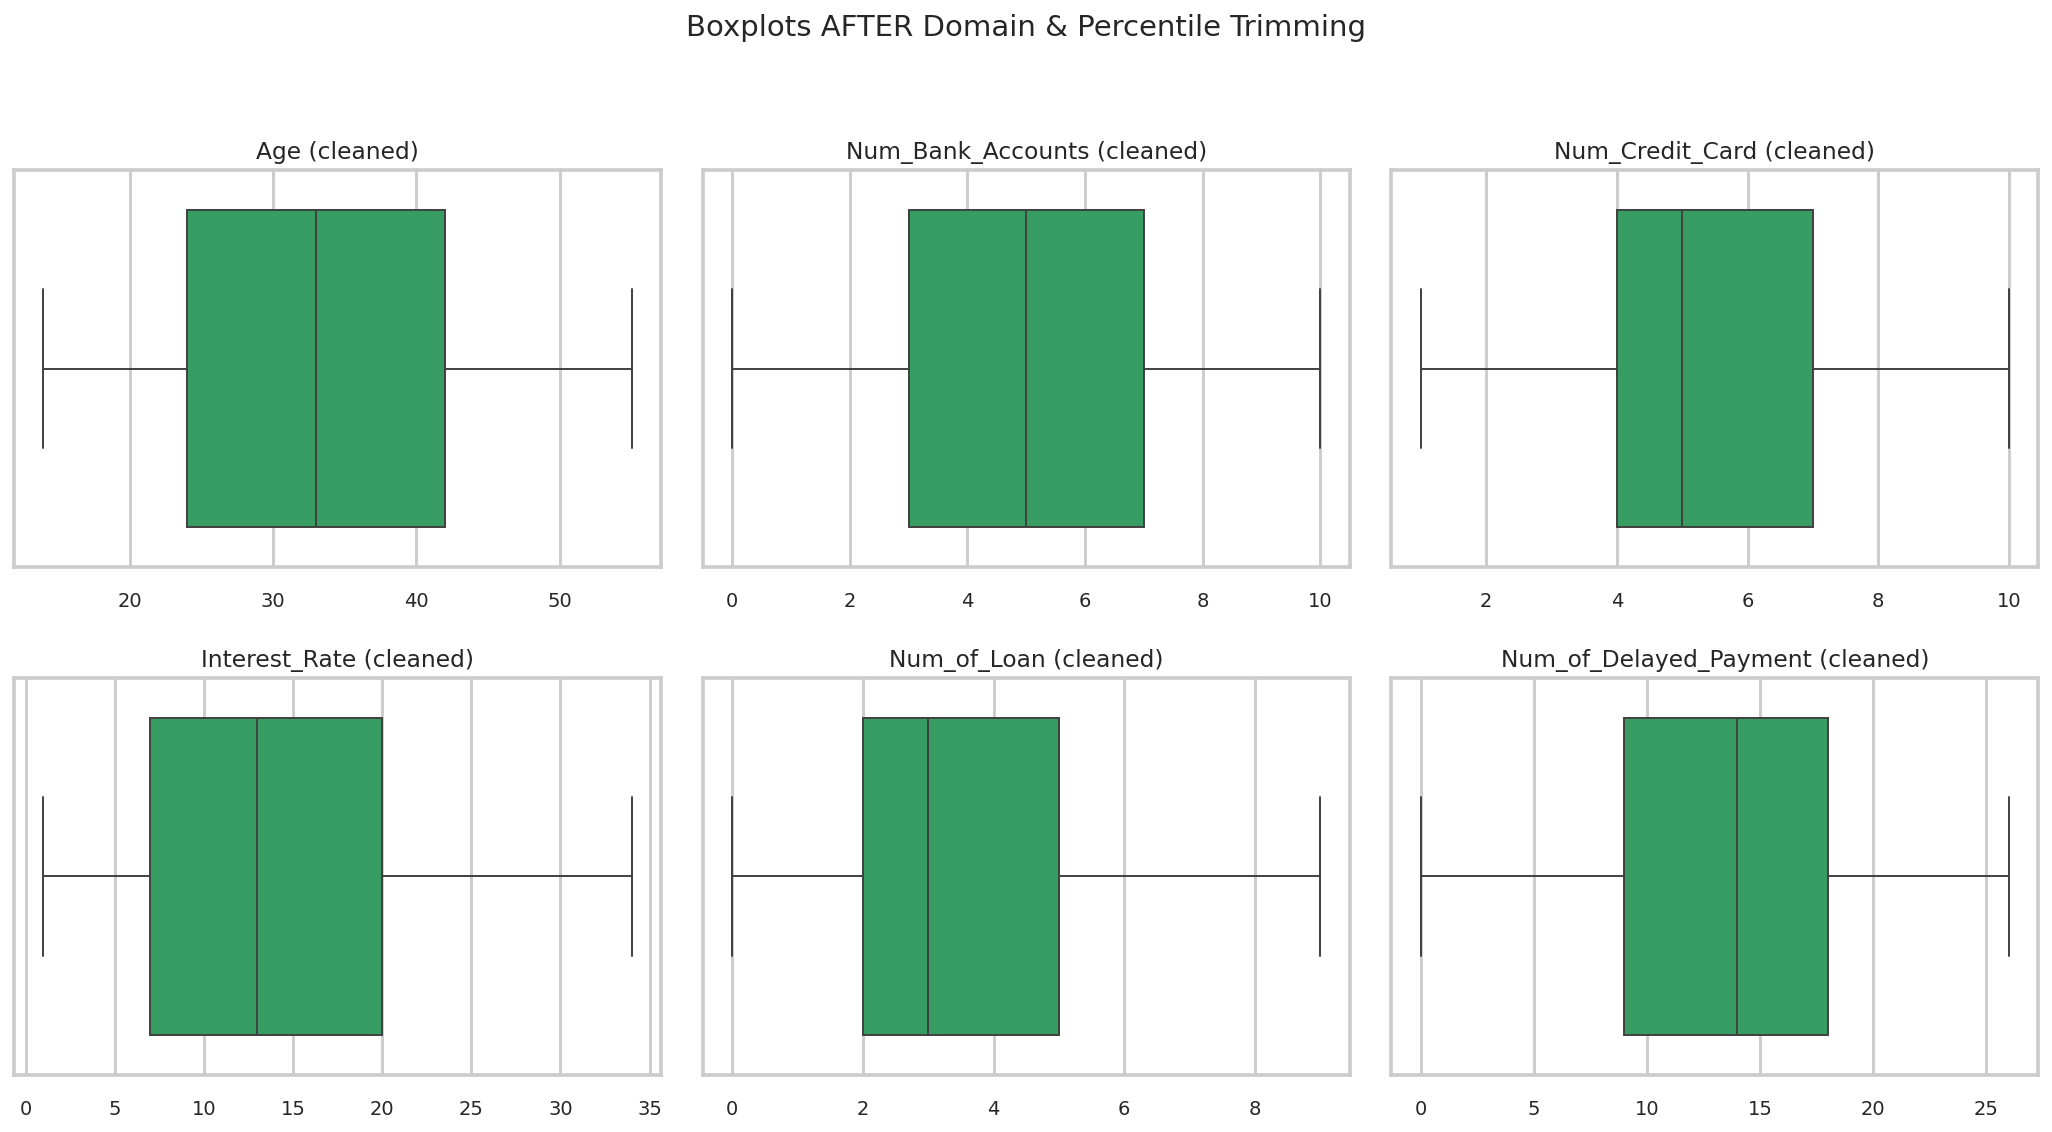 Boxplots AFTER Domain & Percentile Trimming
Age (cleaned)
20 30 40 50
Num_Bank_Accounts (cleaned)
0 2 4 6 8 10
Num_Credit_Card (cleaned)
2 4 6 8 10
Interest_Rate (cleaned)
0 5 10 15 20 25 30 35
Num_of_Loan (cleaned)
0 2 4 6 8
Num_of_Delayed_Payment (cleaned)
0 5 10 15 20 25